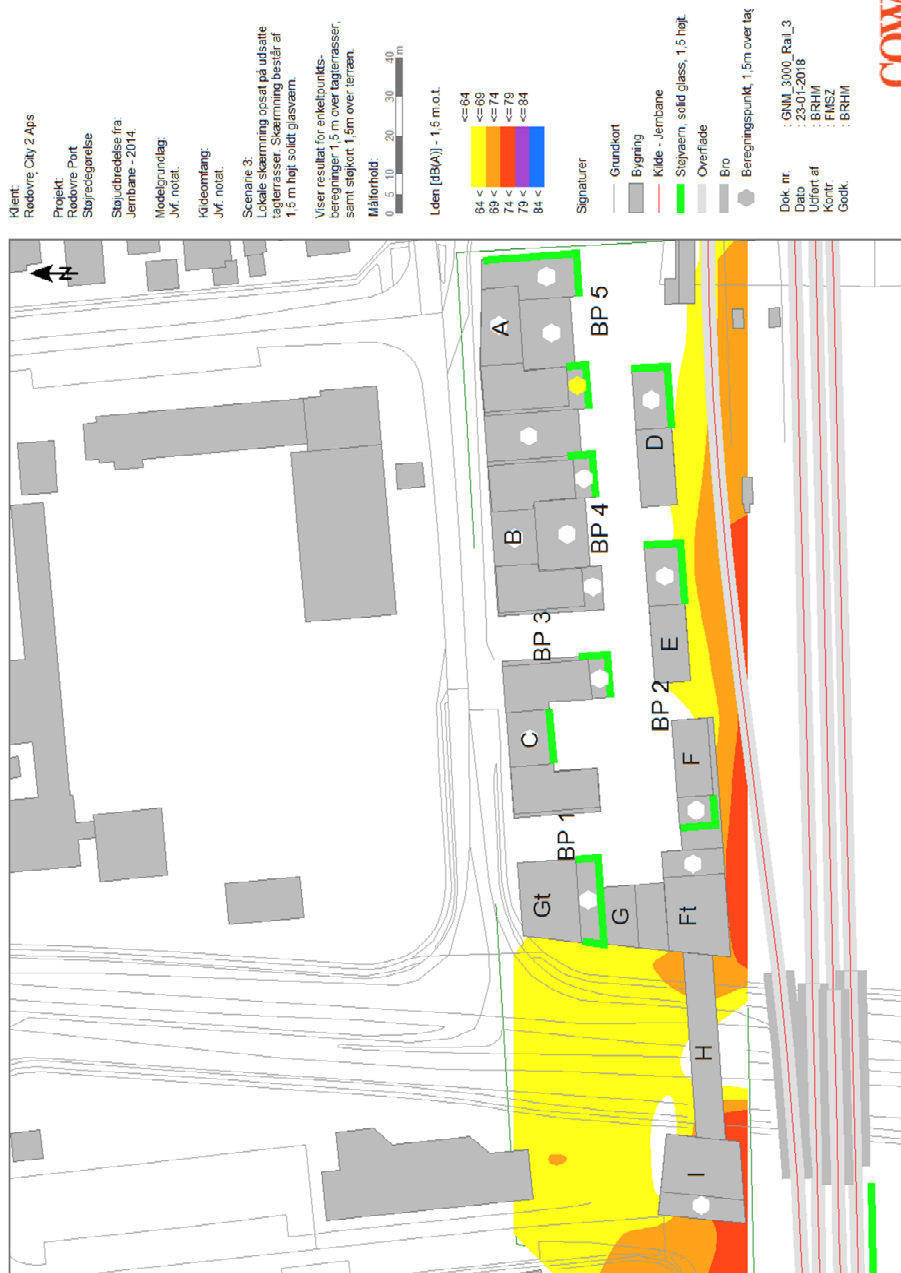 Klient:
Rødovre City 2 Aps
Projekt:
Rødovre Port
Støjredegørelse
Støjudbredelse fra:
Jernbane - 2014.
Modelgrundlag:
Jvf. notat.
Kildeomfang:
Jvf. notat.
Scenarie 3:
Lokale skærmning opsat på udsatte
tagterrasser. Skærmning består af
1,5 m højt solidt glasværn.
Viser resultat for enkeltpunkts-
beregninger 1,5 m over tagterrasser,
samt støjkort 1,5m over terræn.
Målforhold:
0 5 10 20 30 40
m
Lden [dB(A)] - 1,5 m.o.t.
<=64
64 < <=69
69 < <=74
74 < <=79
79 < <=84
84 <
Signaturer
Grundkort
Bygning
Kilde - Jernbane
Støjværn, solid glass, 1,5 højt.
Overflade
Bro
Beregningspunkt, 1,5m over tag
Dok. nr. : GNM_3000_Rail_3
Dato : 23-01-2018
Udført af : BRHM
Kontr. : FMSZ
Godk. : BRHM
COW
N
A
BP 5
B
BP 4
D
BP 3
C
E
BP 2
BP 1
F
Gt
G
Ft
H
I